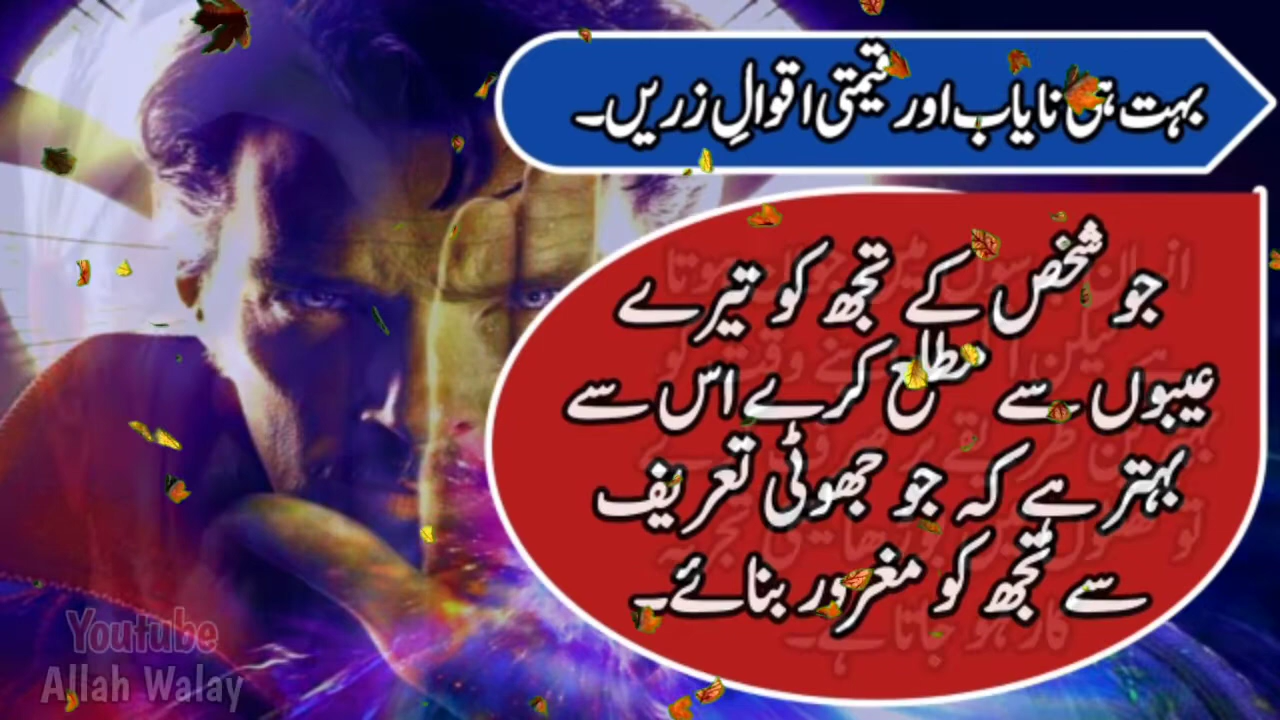 بہت ہی نایاب اور قیمتی اقوالِ زریں۔
جو شخص کے تجھ کو تیرے
عیبوں سے مطلع کرے اس سے
بہتر ہے کہ جو جھوٹی تعریف
سے تجھ کو مغرور بنائے۔
Youtube
Allah Walay